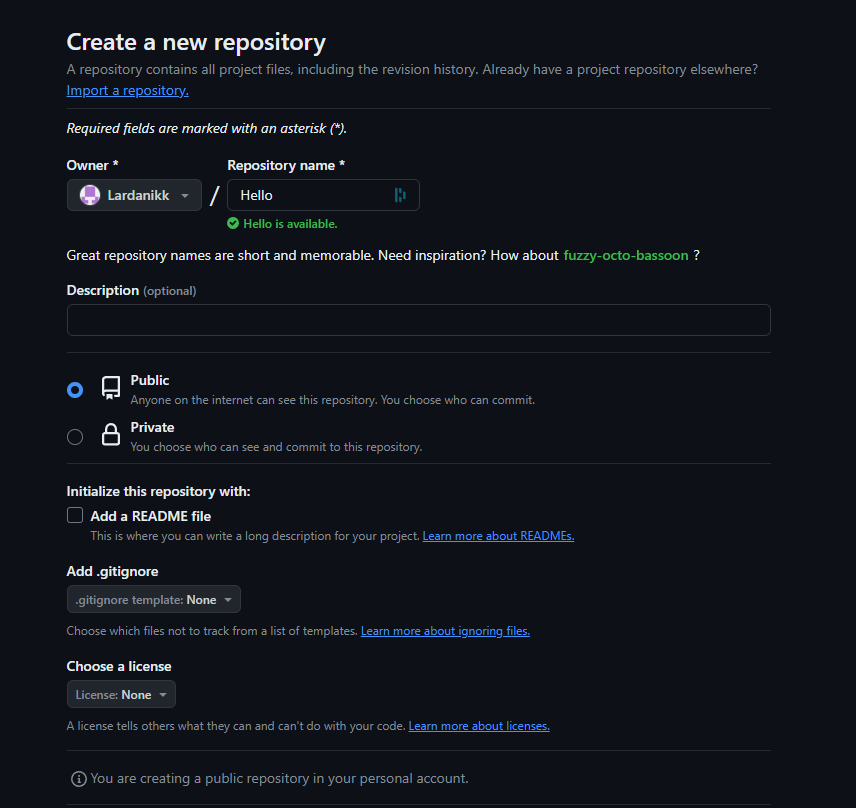 Create a new repository
A repository contains all project files, including the revision history. Already have a project repository elsewhere?
Import a repository.
Required fields are marked with an asterisk (*).
Owner * Repository name *
Lardanikk / Hello
Hello is available.
Great repository names are short and memorable. Need inspiration? How about fuzzy-octo-bassoon ?
Description (optional)
Public
Anyone on the internet can see this repository. You choose who can commit.
Private
You choose who can see and commit to this repository.
Initialize this repository with:
Add a README file
This is where you can write a long description for your project. Learn more about READMEs.
Add .gitignore
.gitignore template: None
Choose which files not to track from a list of templates. Learn more about ignoring files.
Choose a license
License: None
A license tells others what they can and can't do with your code. Learn more about licenses.
You are creating a public repository in your personal account.